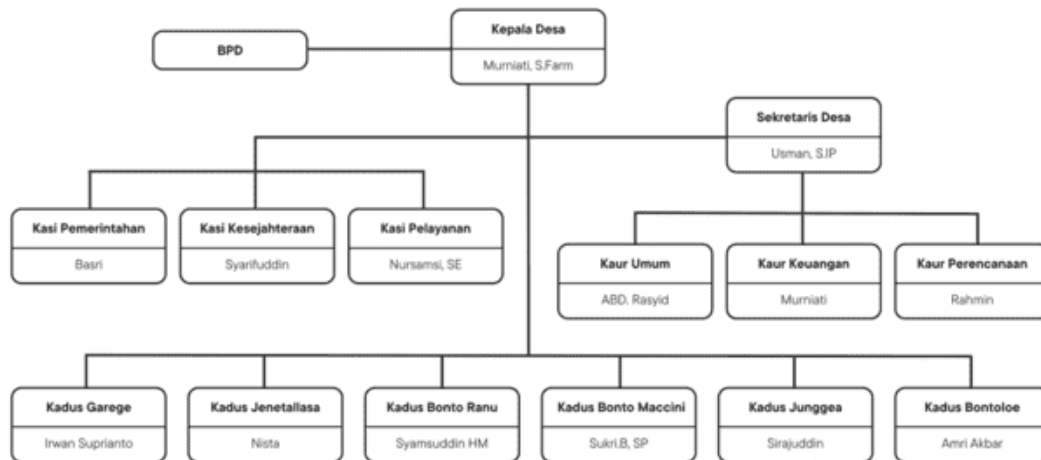 Kepala Desa
Murniati, S.Farm
BPD
Sekretaris Desa
Usman, S.IP
Kasi Pemerintahan
Basri
Kasi Kesejahteraan
Syarifuddin
Kasi Pelayanan
Nursamsi, SE
Kaur Umum
ABD. Rasyid
Kaur Keuangan
Murniati
Kaur Perencanaan
Rahmin
Kadus Garege
Irwan Suprianto
Kadus Jenetallasa
Nista
Kadus Bonto Ranu
Syamsuddin HM
Kadus Bonto Maccini
Sukri.B, SP
Kadus Junggea
Sirajuddin
Kadus Bontoloe
Amri Akbar